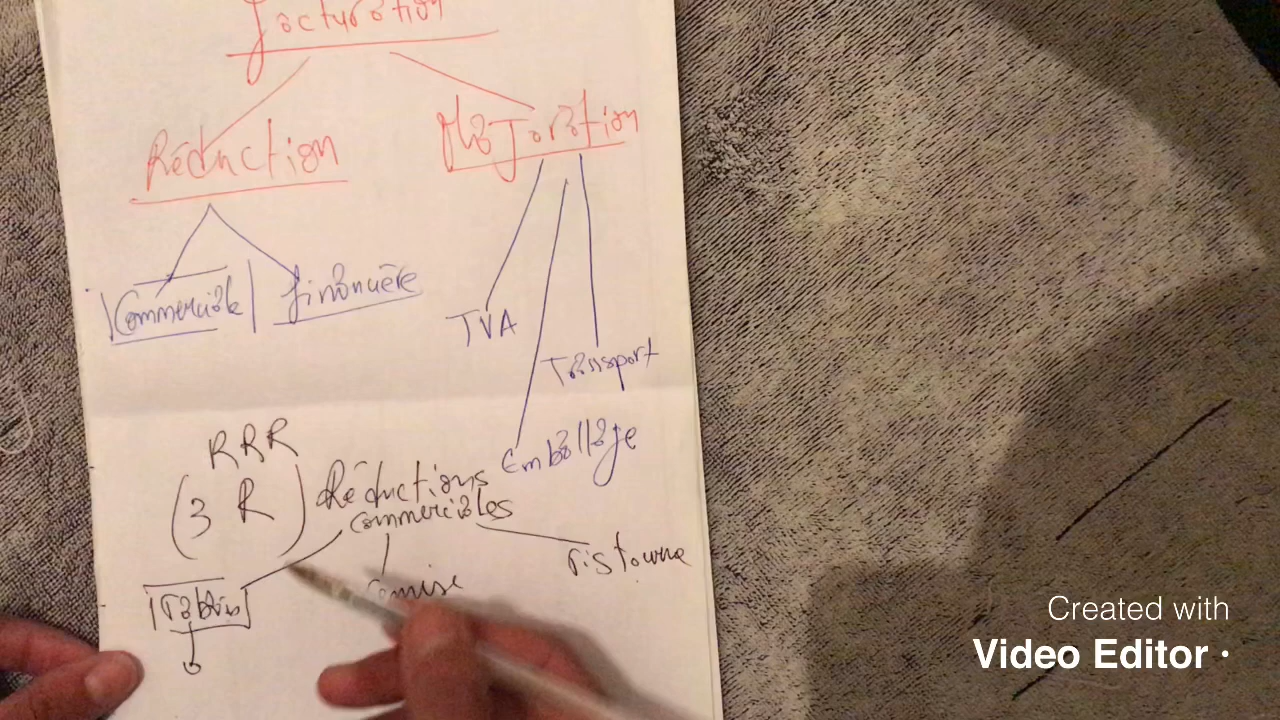 facturation
Réduction
Majoration
Commerciale
financière
TVA
Transport
Emballage
RRR
(3 R)
Réductions
commerciales
rabais
remise
ristourne
Created with
Video Editor